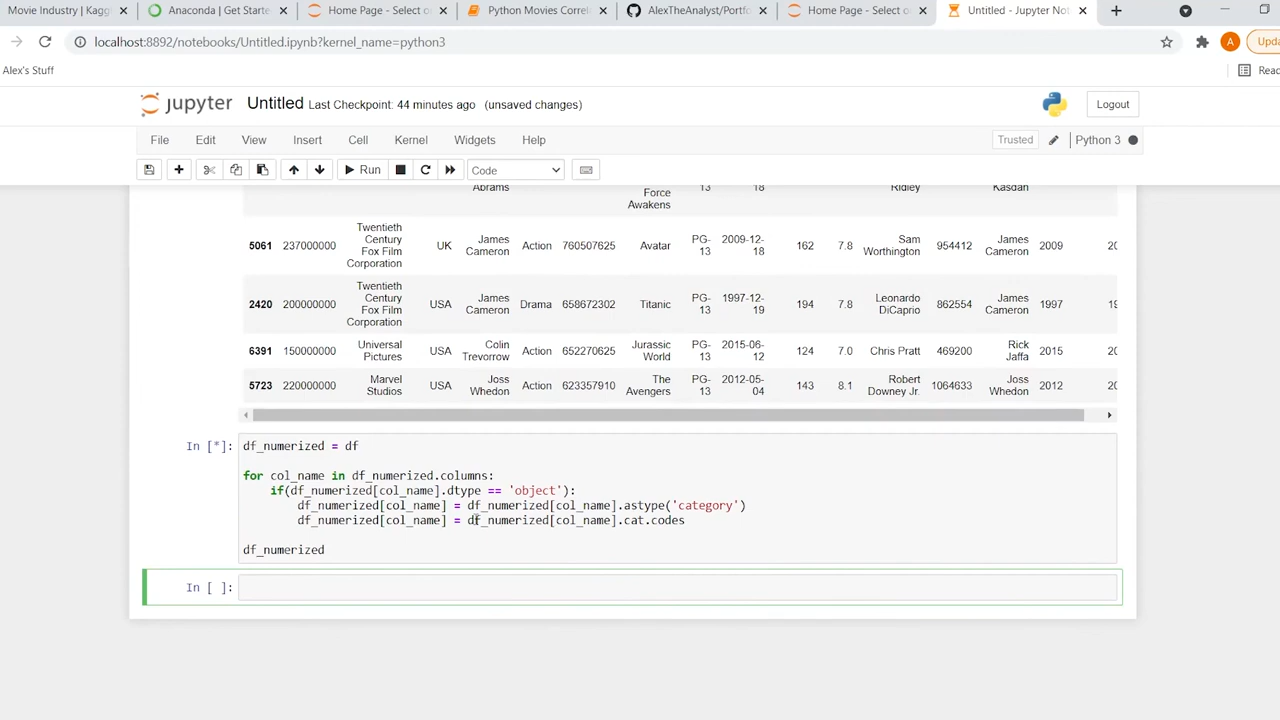 Movie Industry | Kagg
Anaconda | Get Starte
Home Page - Select o
Python Movies Correl
AlexTheAnalyst/Portfo
Home Page - Select o
Untitled - Jupyter Not
localhost:8892/notebooks/Untitled.ipynb?kernel_name=python3
A
Upda
Alex's Stuff
Reac
jupyter Untitled Last Checkpoint: 44 minutes ago (unsaved changes)
Logout
File Edit View Insert Cell Kernel Widgets Help
Trusted Python 3
Run Code
Abrams Force Awakens 13 18 Ridley Kasdan
5061 237000000 Twentieth Century Fox Film Corporation UK James Cameron Action 760507625 Avatar PG-13 2009-12-18 162 7.8 Sam Worthington 954412 James Cameron 2009 20
2420 200000000 Twentieth Century Fox Film Corporation USA James Cameron Drama 658672302 Titanic PG-13 1997-12-19 194 7.8 Leonardo DiCaprio 862554 James Cameron 1997 19
6391 150000000 Universal Pictures USA Colin Trevorrow Action 652270625 Jurassic World PG-13 2015-06-12 124 7.0 Chris Pratt 469200 Rick Jaffa 2015 20
5723 220000000 Marvel Studios USA Joss Whedon Action 623357910 The Avengers PG-13 2012-05-04 143 8.1 Robert Downey Jr. 1064633 Joss Whedon 2012 20
In [*]: df_numerized = df
for col_name in df_numerized.columns:
if(df_numerized[col_name].dtype == 'object'):
df_numerized[col_name] = df_numerized[col_name].astype('category')
df_numerized[col_name] = df_numerized[col_name].cat.codes
df_numerized
In [ ]: